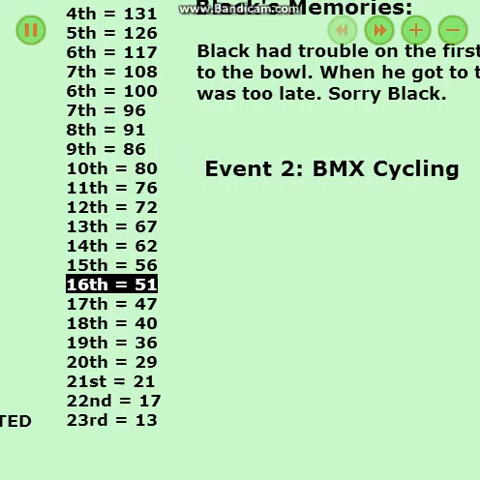 www.Bandicam.com
Black's Memories:
4th = 131
5th = 126
6th = 117
7th = 108
6th = 100
7th = 96
8th = 91
9th = 86
10th = 80
11th = 76
12th = 72
13th = 67
14th = 62
15th = 56
16th = 51
17th = 47
18th = 40
19th = 36
20th = 29
21st = 21
22nd = 17
23rd = 13
TED
Black had trouble on the first
to the bowl. When he got to t
was too late. Sorry Black.
Event 2: BMX Cycling